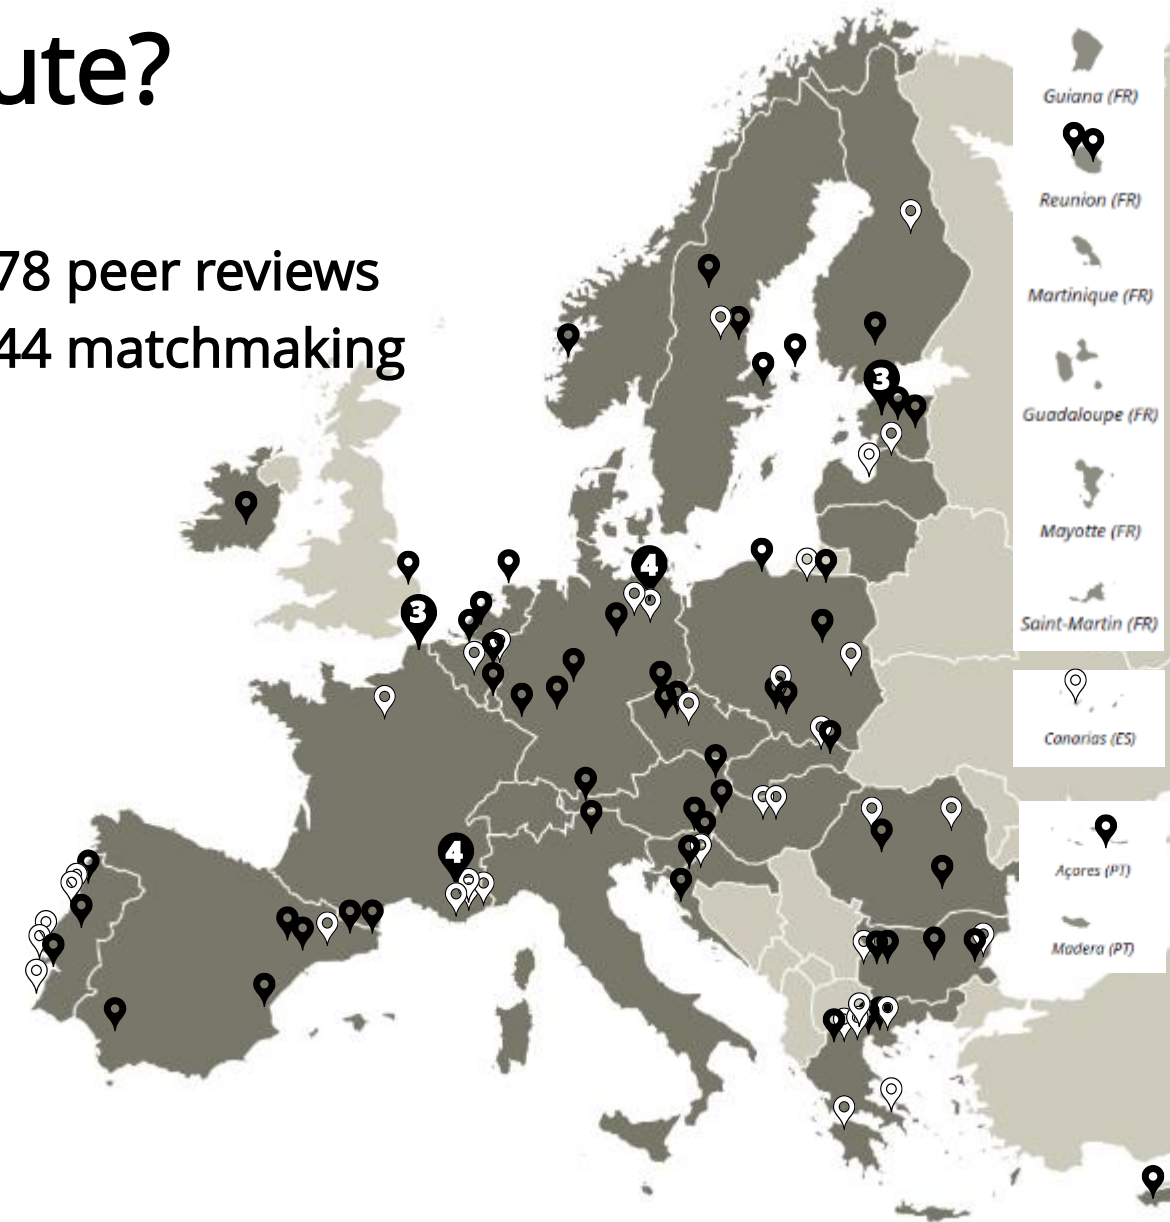 ute?
78 peer reviews
44 matchmaking
Guiana (FR)
Reunion (FR)
Martinique (FR)
3
Guadaloupe (FR)
Mayotte (FR)
4
3
Saint-Martin (FR)
Canarias (ES)
4
Açores (PT)
Madera (PT)